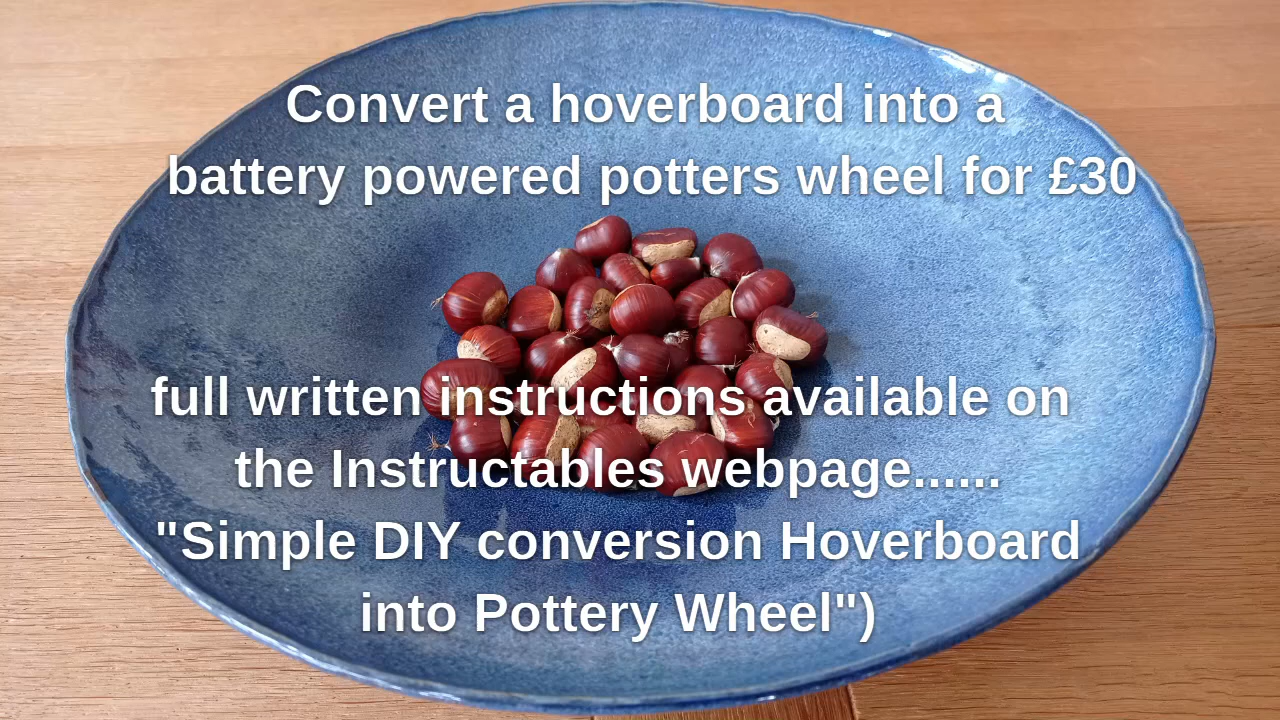 Convert a hoverboard into a
battery powered potters wheel for £30
full written instructions available on
the Instructables webpage......
"Simple DIY conversion Hoverboard
into Pottery Wheel")